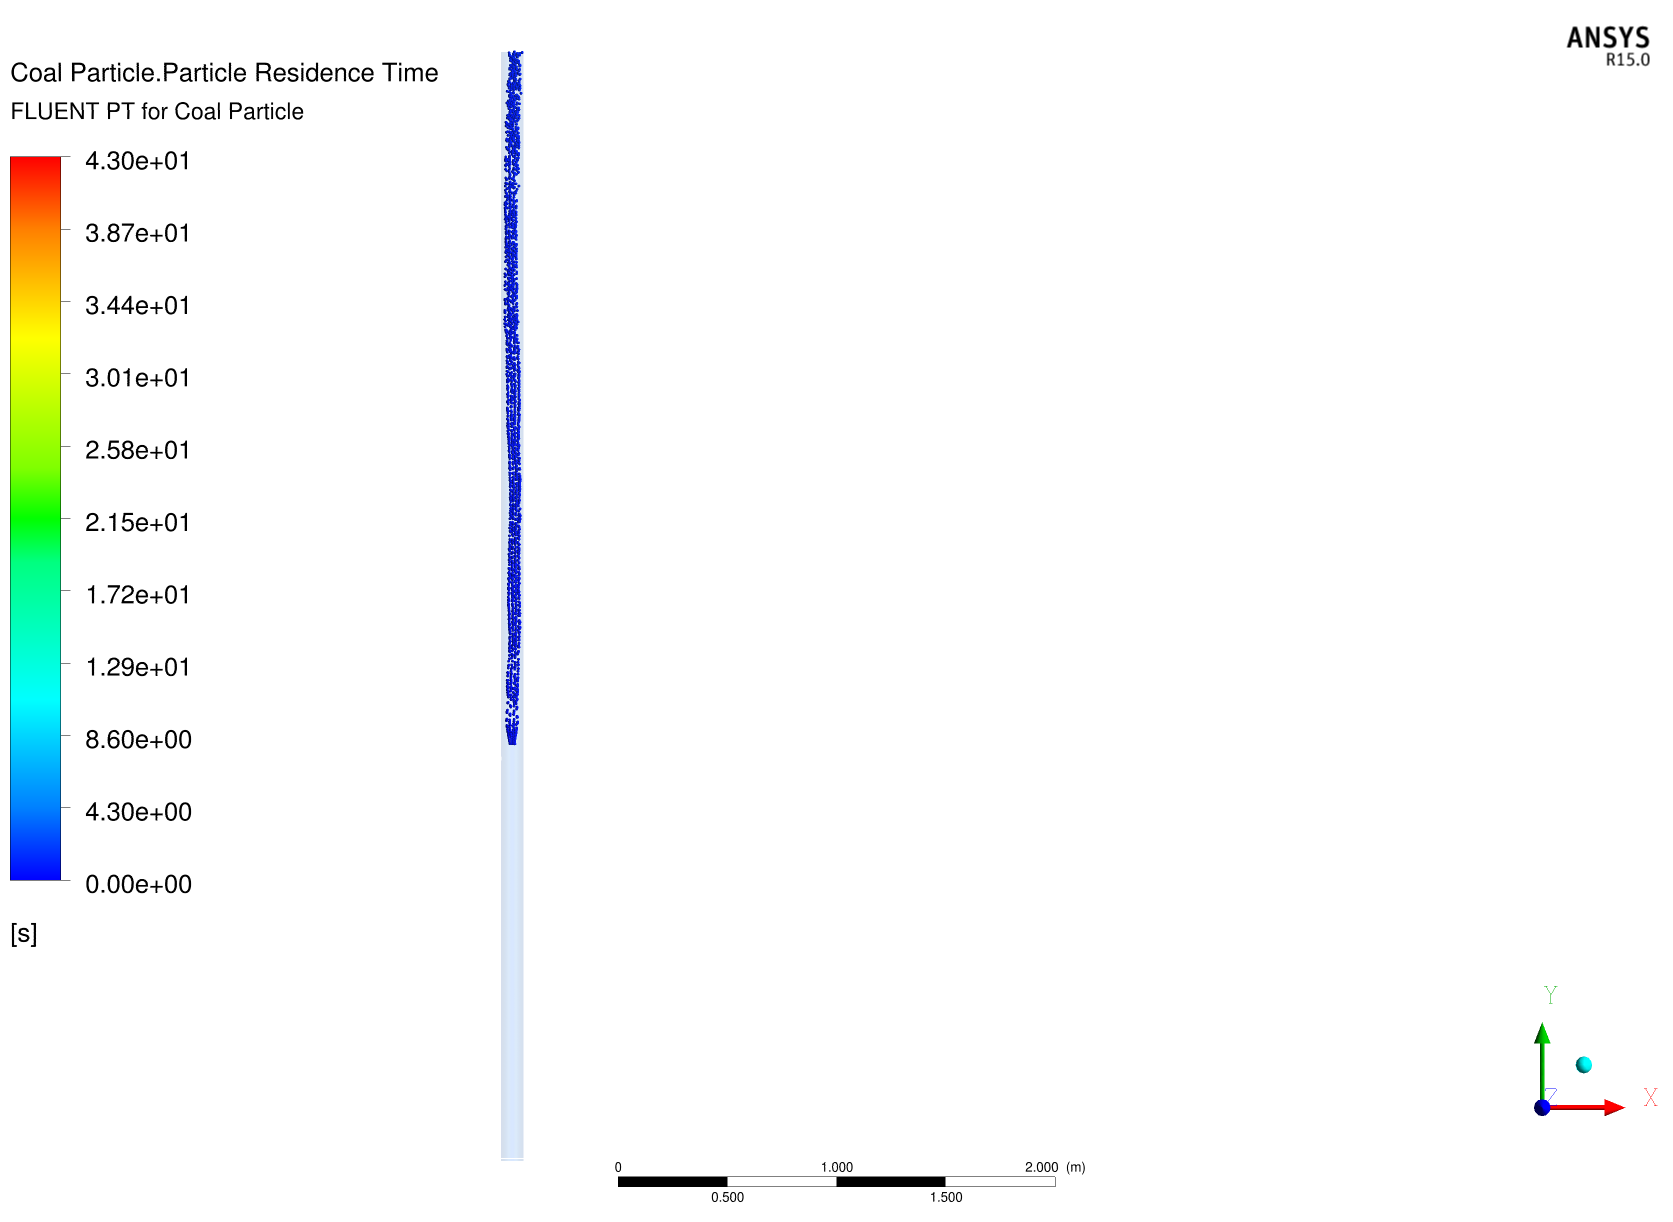 ANSYS
R15.0
Coal Particle.Particle Residence Time
FLUENT PT for Coal Particle
4.30e+01
3.87e+01
3.44e+01
3.01e+01
2.58e+01
2.15e+01
1.72e+01
1.29e+01
8.60e+00
4.30e+00
0.00e+00
[s]
Y
Z
X
0 1.000 2.000 (m)
0.500 1.500